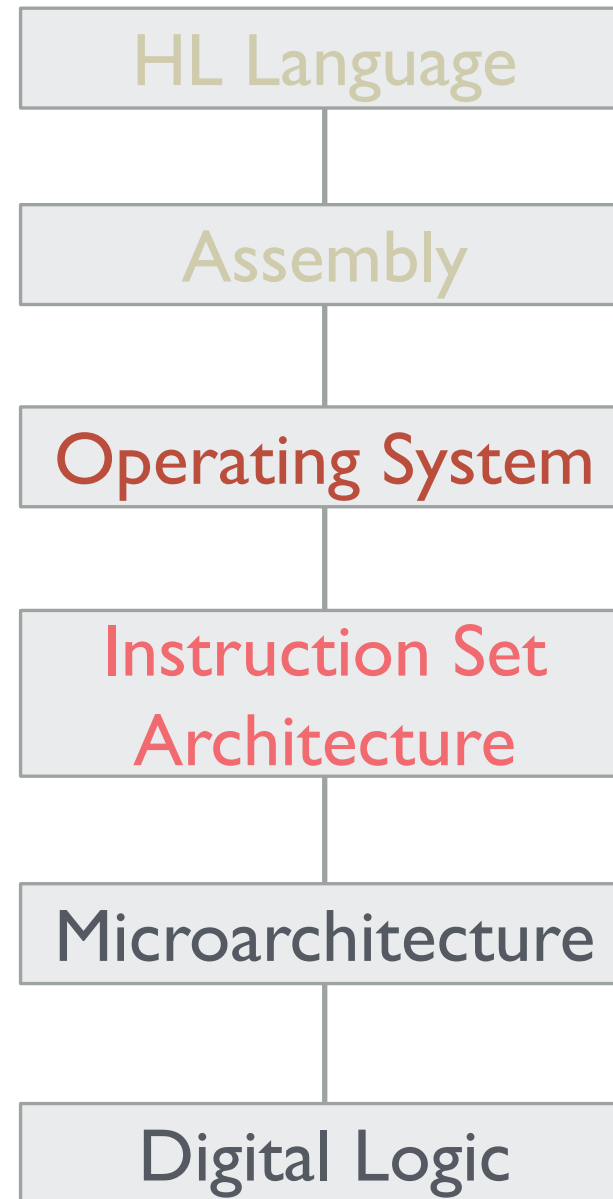 HL Language
Assembly
Operating System
Instruction Set
Architecture
Microarchitecture
Digital Logic